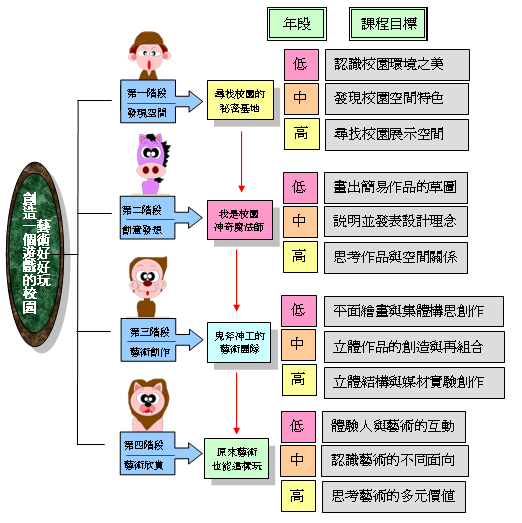 年段
課程目標
藝術好好玩
創造一個遊戲的校園
第一階段
發現空間
尋找校園的
秘密基地
低
認識校園環境之美
中
發現校園空間特色
高
尋找校園展示空間
第二階段
創意發想
我是校園
神奇魔法師
低
畫出簡易作品的草圖
中
說明並發表設計理念
高
思考作品與空間關係
第三階段
藝術創作
鬼斧神工的
藝術團隊
低
平面繪畫與集體構思創作
中
立體作品的創造與再組合
高
立體結構與媒材實驗創作
第四階段
藝術欣賞
原來藝術
也能這樣玩
低
體驗人與藝術的互動
中
認識藝術的不同面向
高
思考藝術的多元價值